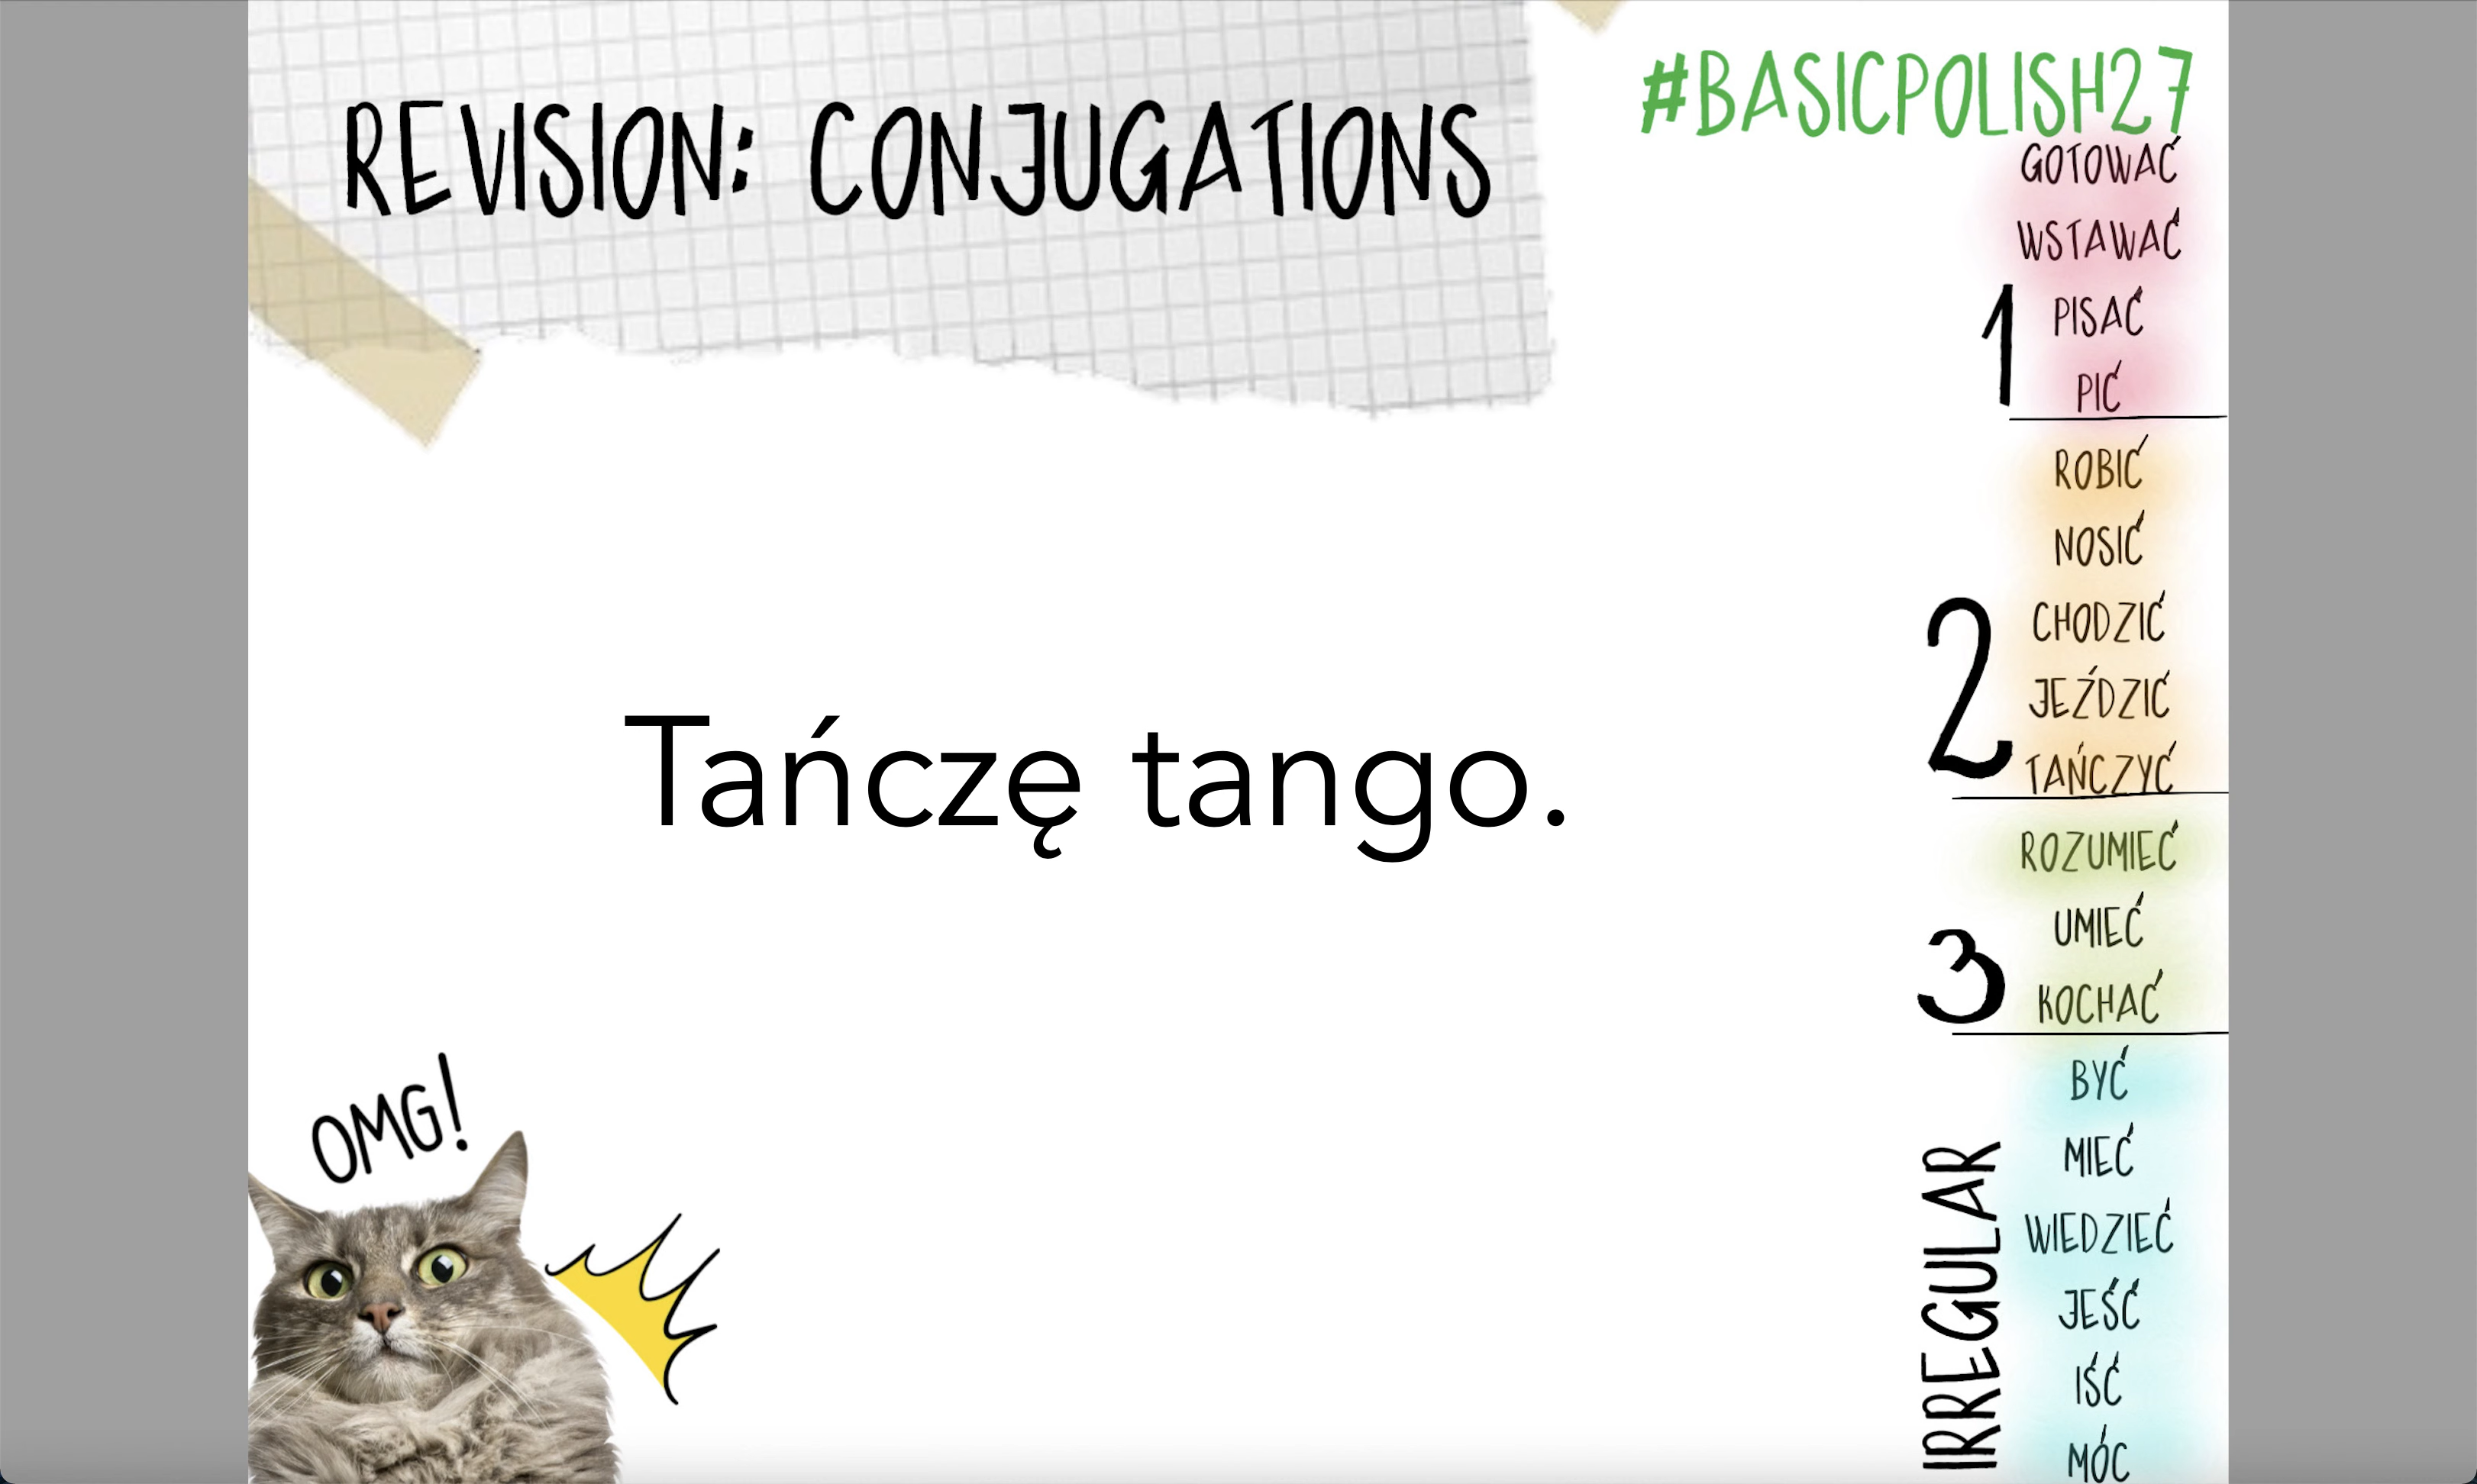 REVISION: CONJUGATIONS
#BASICPOLISH27
GOTOWAĆ
WSTAWAĆ
1
PISAĆ
PIĆ
ROBIĆ
NOSIĆ
2
CHODZIĆ
JEŹDZIĆ
TAŃCZYĆ
Tańczę tango.
ROZUMIEĆ
3
UMIEĆ
KOCHAĆ
OMG!
IRREGULAR
BYĆ
MIEĆ
WIEDZIEĆ
JEŚĆ
IŚĆ
MÓC